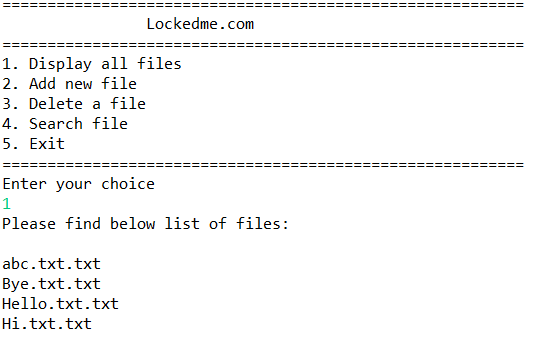 ==========================================================
Lockedme.com
==========================================================
1. Display all files
2. Add new file
3. Delete a file
4. Search file
5. Exit
==========================================================
Enter your choice
1
Please find below list of files:
abc.txt.txt
Bye.txt.txt
Hello.txt.txt
Hi.txt.txt